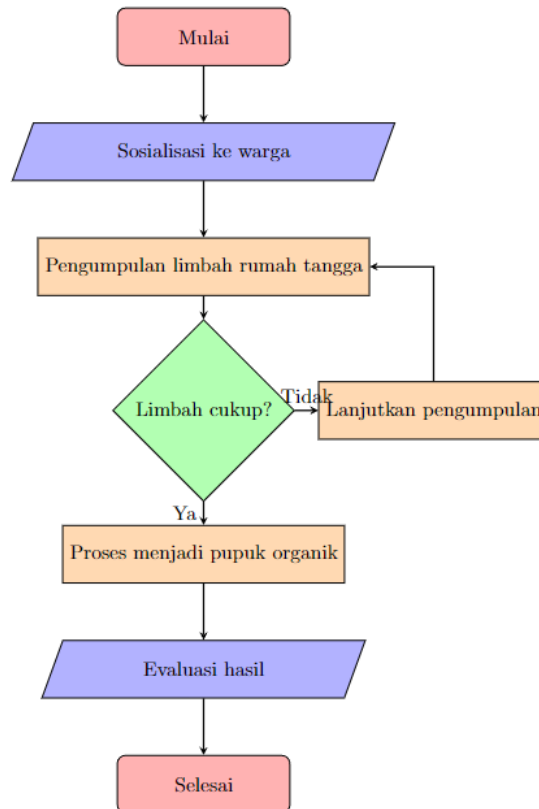 Mulai
Sosialisasi ke warga
Pengumpulan limbah rumah tangga
Limbah cukup?
Tidak
Lanjutkan pengumpulan
Ya
Proses menjadi pupuk organik
Evaluasi hasil
Selesai